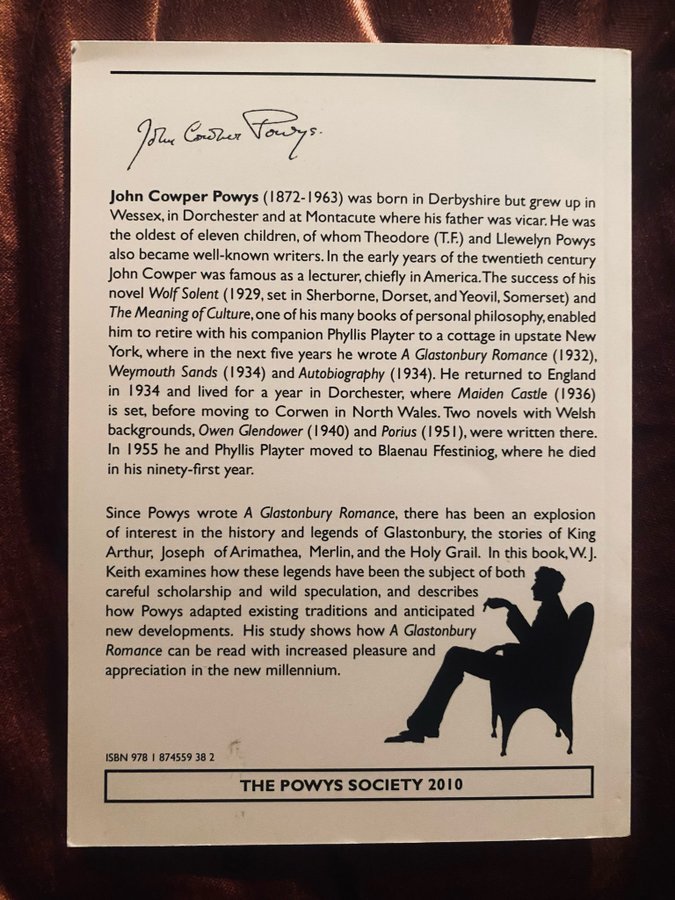 John Cowper Powys.
John Cowper Powys (1872-1963) was born in Derbyshire but grew up in
Wessex, in Dorchester and at Montacute where his father was vicar. He was
the oldest of eleven children, of whom Theodore (T.F.) and Llewelyn Powys
also became well-known writers. In the early years of the twentieth century
John Cowper was famous as a lecturer, chiefly in America. The success of his
novel Wolf Solent (1929, set in Sherborne, Dorset, and Yeovil, Somerset) and
The Meaning of Culture, one of his many books of personal philosophy, enabled
him to retire with his companion Phyllis Playter to a cottage in upstate New
York, where in the next five years he wrote A Glastonbury Romance (1932),
Weymouth Sands (1934) and Autobiography (1934). He returned to England
in 1934 and lived for a year in Dorchester, where Maiden Castle (1936)
is set, before moving to Corwen in North Wales. Two novels with Welsh
backgrounds, Owen Glendower (1940) and Porius (1951), were written there.
In 1955 he and Phyllis Playter moved to Blaenau Ffestiniog, where he died
in his ninety-first year.
Since Powys wrote A Glastonbury Romance, there has been an explosion
of interest in the history and legends of Glastonbury, the stories of King
Arthur, Joseph of Arimathea, Merlin, and the Holy Grail. In this book, W. J.
Keith examines how these legends have been the subject of both
careful scholarship and wild speculation, and describes
how Powys adapted existing traditions and anticipated
new developments. His study shows how A Glastonbury
Romance can be read with increased pleasure and
appreciation in the new millennium.
ISBN 978 1 874559 38 2
THE POWYS SOCIETY 2010